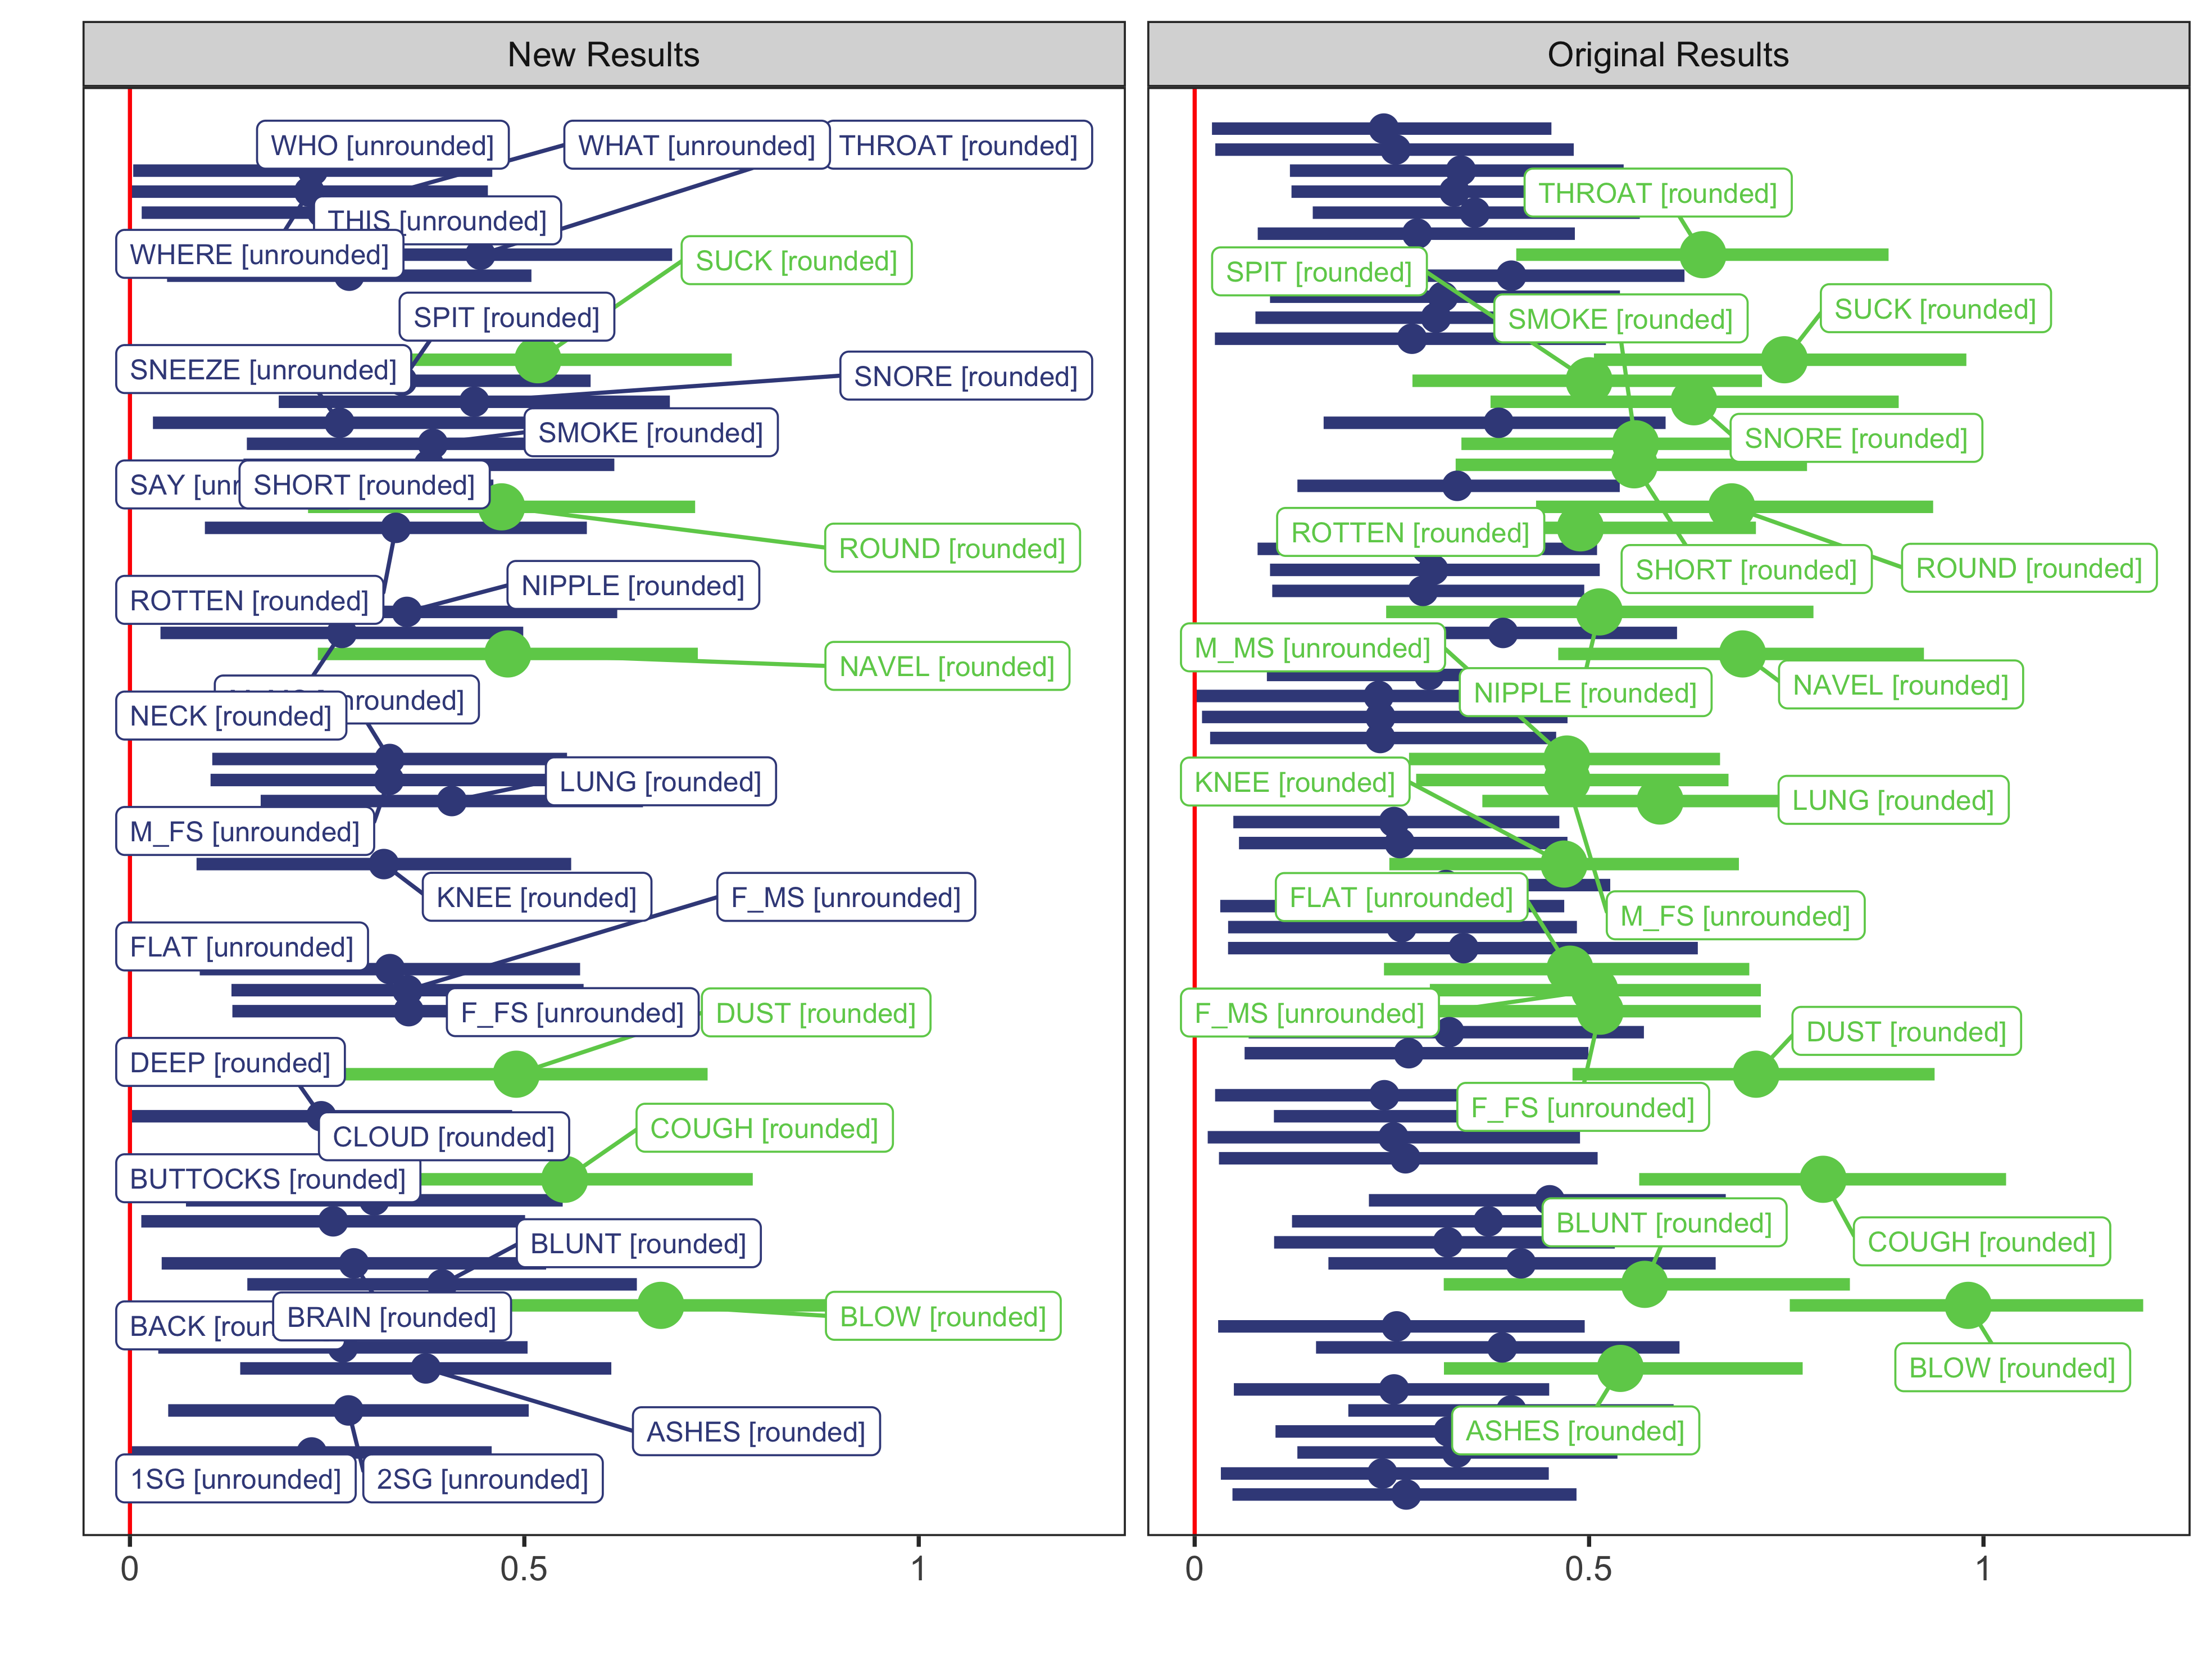 New Results
WHO [unrounded]
WHAT [unrounded]
THROAT [rounded]
THIS [unrounded]
WHERE [unrounded]
SUCK [rounded]
SPIT [rounded]
SNEEZE [unrounded]
SNORE [rounded]
SMOKE [rounded]
SAY [unr
SHORT [rounded]
ROUND [rounded]
NIPPLE [rounded]
ROTTEN [rounded]
NAVEL [rounded]
nrounded]
NECK [rounded]
LUNG [rounded]
M_FS [unrounded]
KNEE [rounded]
F_MS [unrounded]
FLAT [unrounded]
F_FS [unrounded]
DUST [rounded]
DEEP [rounded]
COUGH [rounded]
CLOUD [rounded]
BUTTOCKS [rounded]
BLUNT [rounded]
BACK [roun
BRAIN [rounded]
BLOW [rounded]
ASHES [rounded]
1SG [unrounded]
2SG [unrounded]
0
0.5
1
Original Results
THROAT [rounded]
SPIT [rounded]
SMOKE [rounded]
SUCK [rounded]
SNORE [rounded]
ROTTEN [rounded]
SHORT [rounded]
ROUND [rounded]
M_MS [unrounded]
NIPPLE [rounded]
NAVEL [rounded]
KNEE [rounded]
LUNG [rounded]
FLAT [unrounded]
M_FS [unrounded]
F_MS [unrounded]
DUST [rounded]
F_FS [unrounded]
BLUNT [rounded]
COUGH [rounded]
BLOW [rounded]
ASHES [rounded]
0
0.5
1